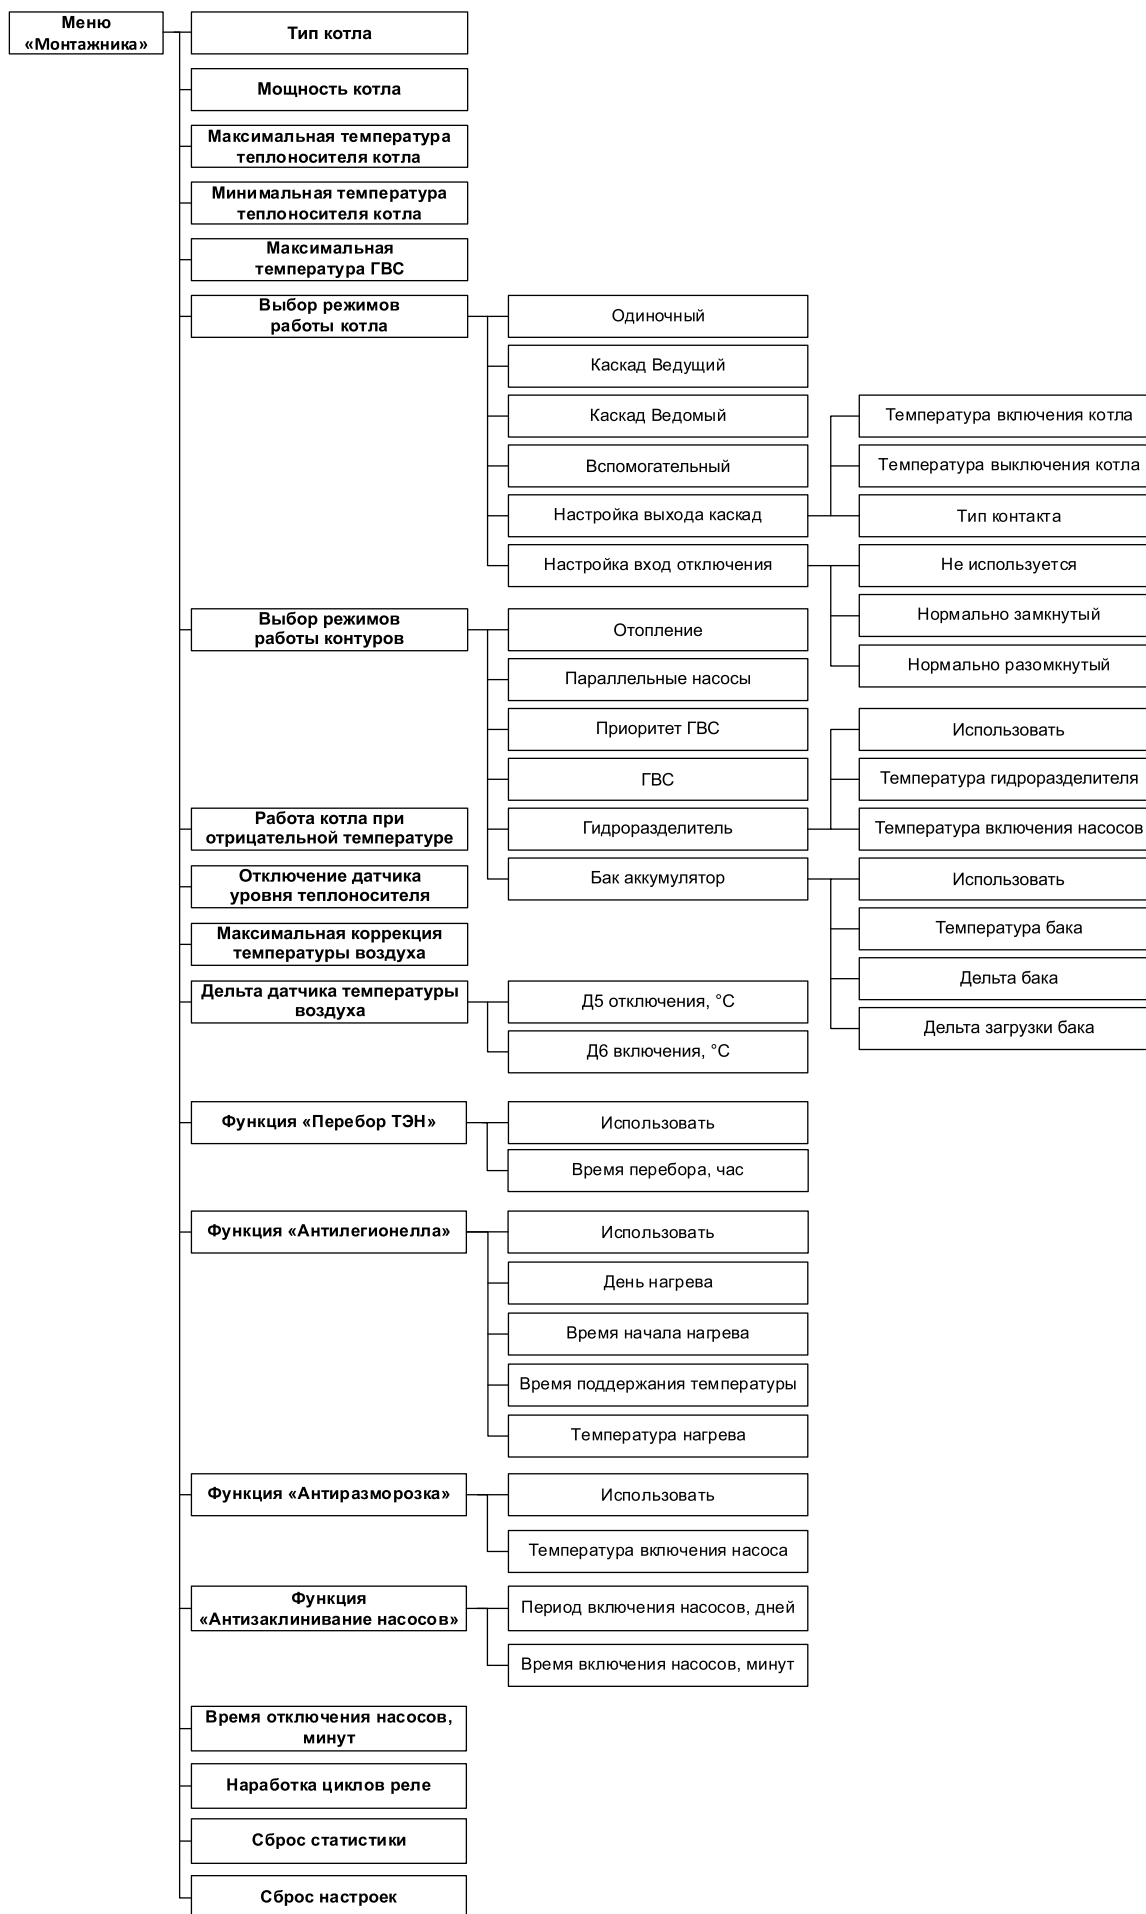 Меню
«Монтажника»
Тип котла
Мощность котла
Максимальная температура
теплоносителя котла
Минимальная температура
теплоносителя котла
Максимальная
температура ГВС
Выбор режимов
работы котла
Одиночный
Каскад Ведущий
Каскад Ведомый
Вспомогательный
Настройка выхода каскад
Температура включения котла
Температура выключения котла
Тип контакта
Настройка вход отключения
Не используется
Нормально замкнутый
Нормально разомкнутый
Выбор режимов
работы контуров
Отопление
Параллельные насосы
Приоритет ГВС
ГВС
Гидроразделитель
Использовать
Температура гидроразделителя
Температура включения насосов
Бак аккумулятор
Использовать
Температура бака
Дельта бака
Дельта загрузки бака
Работа котла при
отрицательной температуре
Отключение датчика
уровня теплоносителя
Максимальная коррекция
температуры воздуха
Дельта датчика температуры
воздуха
Д5 отключения, °С
Д6 включения, °С
Функция «Перебор ТЭН»
Использовать
Время перебора, час
Функция «Антилегионелла»
Использовать
День нагрева
Время начала нагрева
Время поддержания температуры
Температура нагрева
Функция «Антиразморозка»
Использовать
Температура включения насоса
Функция
«Антизаклинивание насосов»
Период включения насосов, дней
Время включения насосов, минут
Время отключения насосов,
минут
Наработка циклов реле
Сброс статистики
Сброс настроек